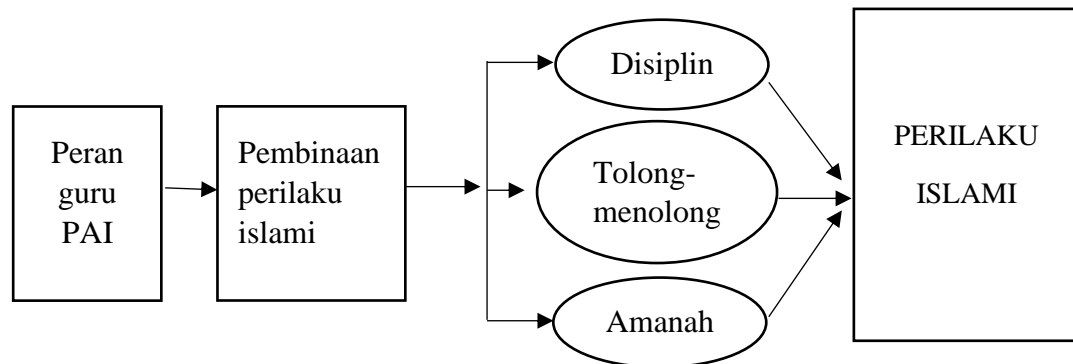 Peran
guru
PAI
Pembinaan
perilaku
islami
Disiplin
Tolong-
menolong
Amanah
PERILAKU
ISLAMI